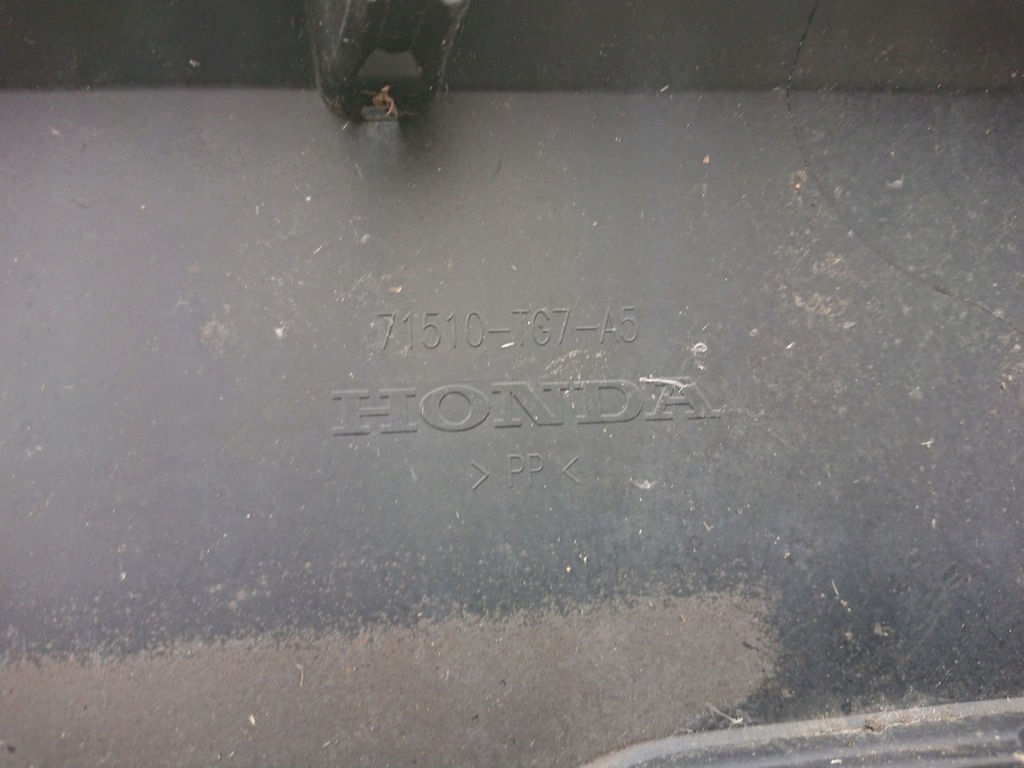 71510-TG7-A5
HONDA
> PP <